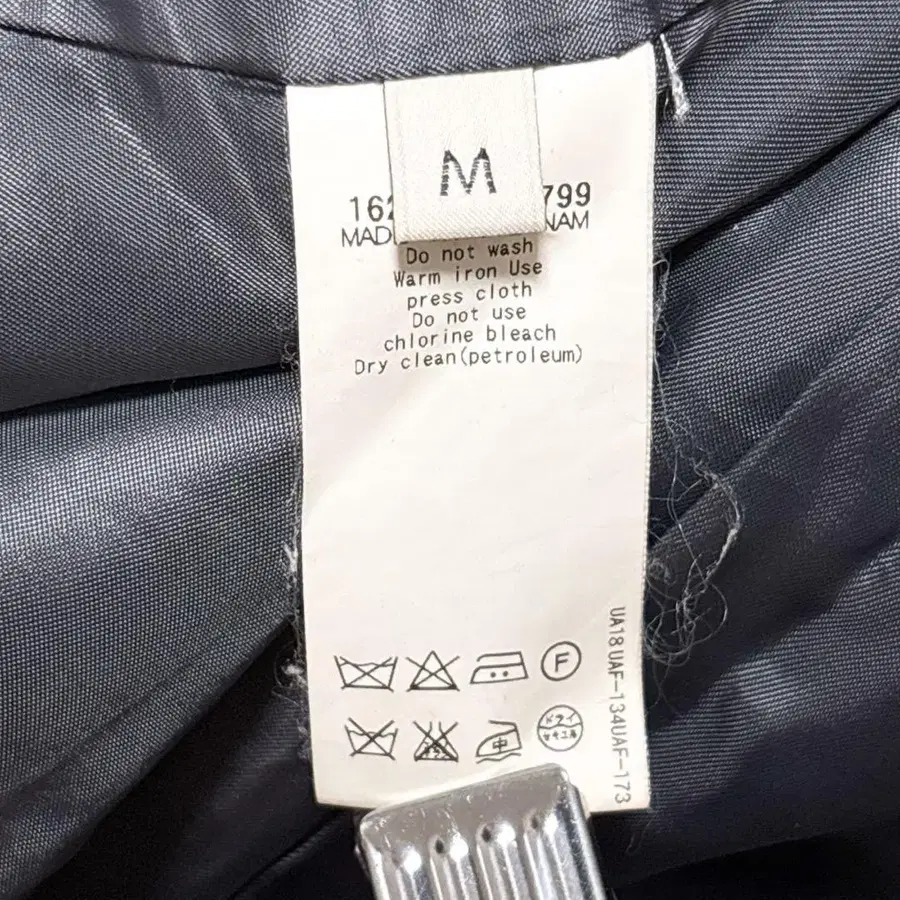 M
162 799
MAD NAM
Do not wash
Warm iron Use
press cloth
Do not use
chlorine bleach
Dry clean(petroleum)
F
中
ドライ
セキユ系
UA18UAF-134UAF-173